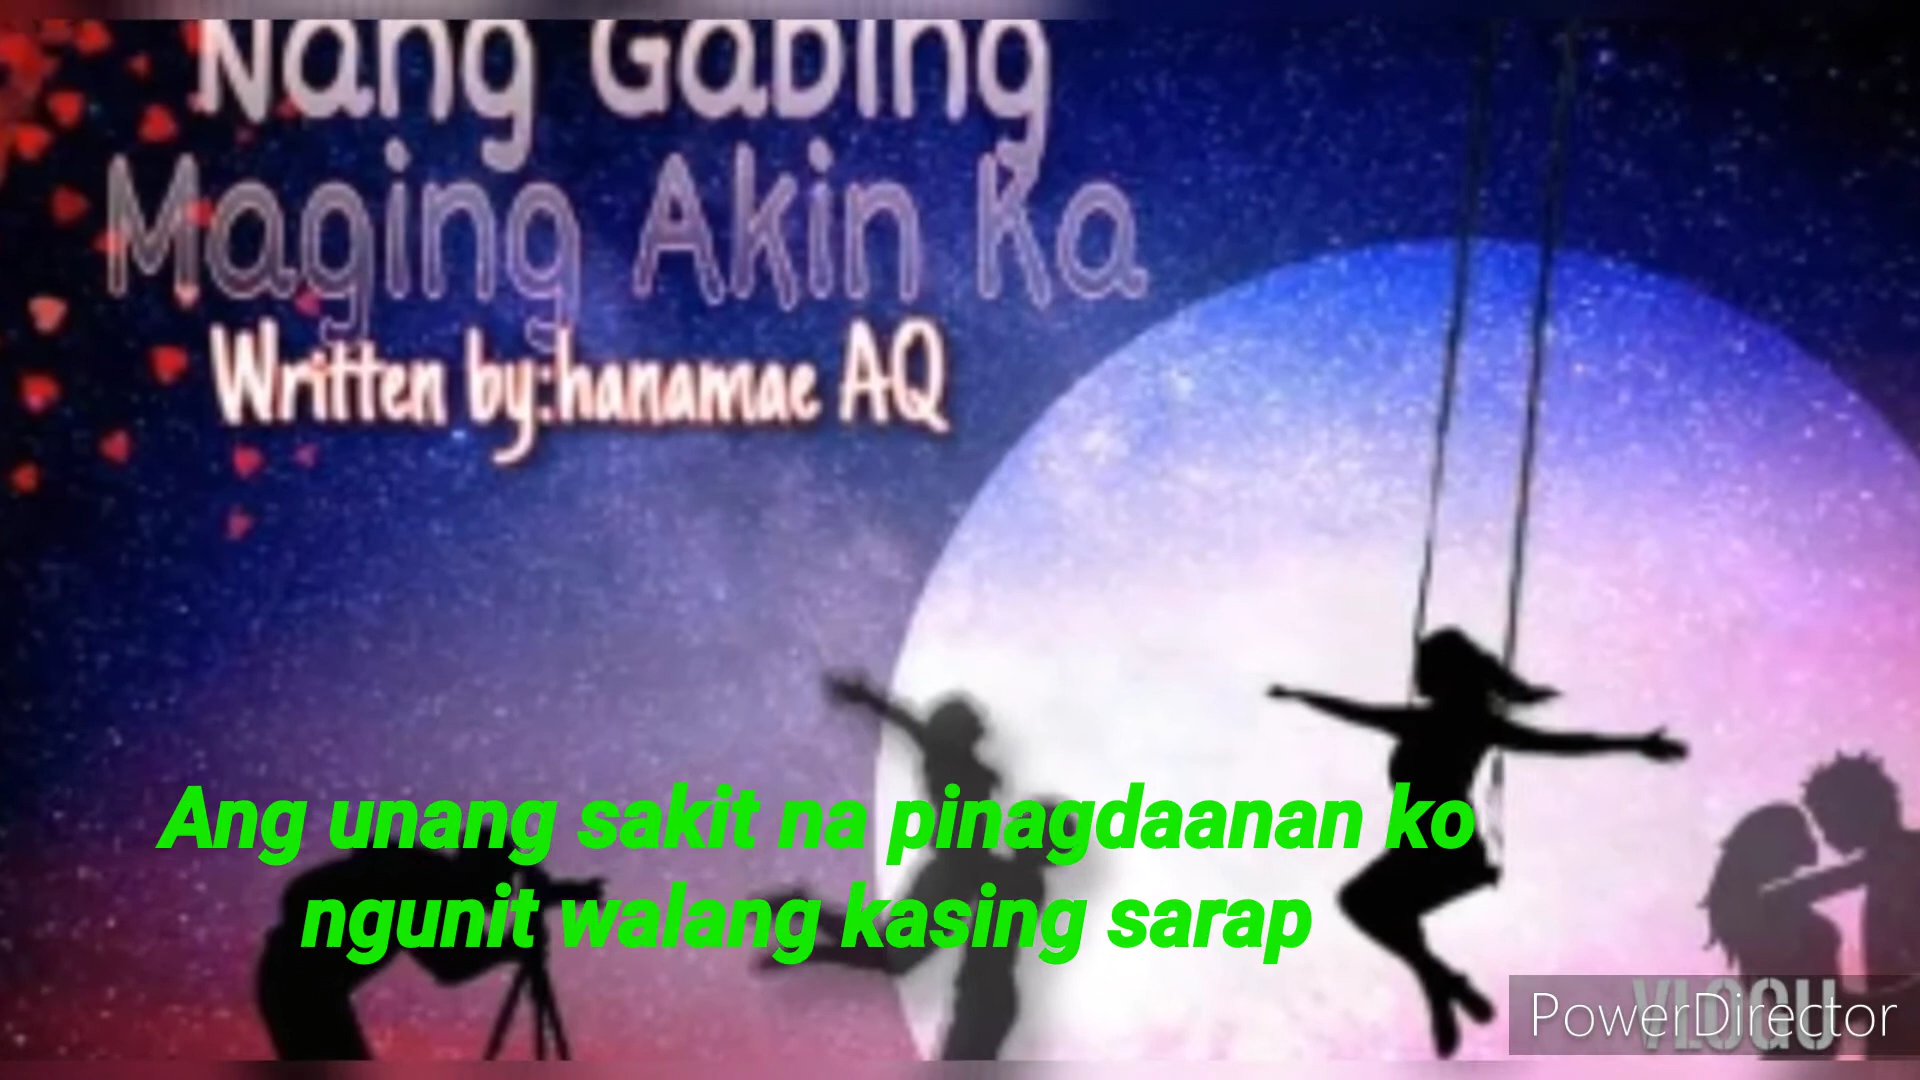 Nang Gabing
Maging Akin Ka
Written by:hanamae AQ
Ang unang sakit na pinagdaanan ko
ngunit walang kasing sarap
VLOGU
PowerDirector